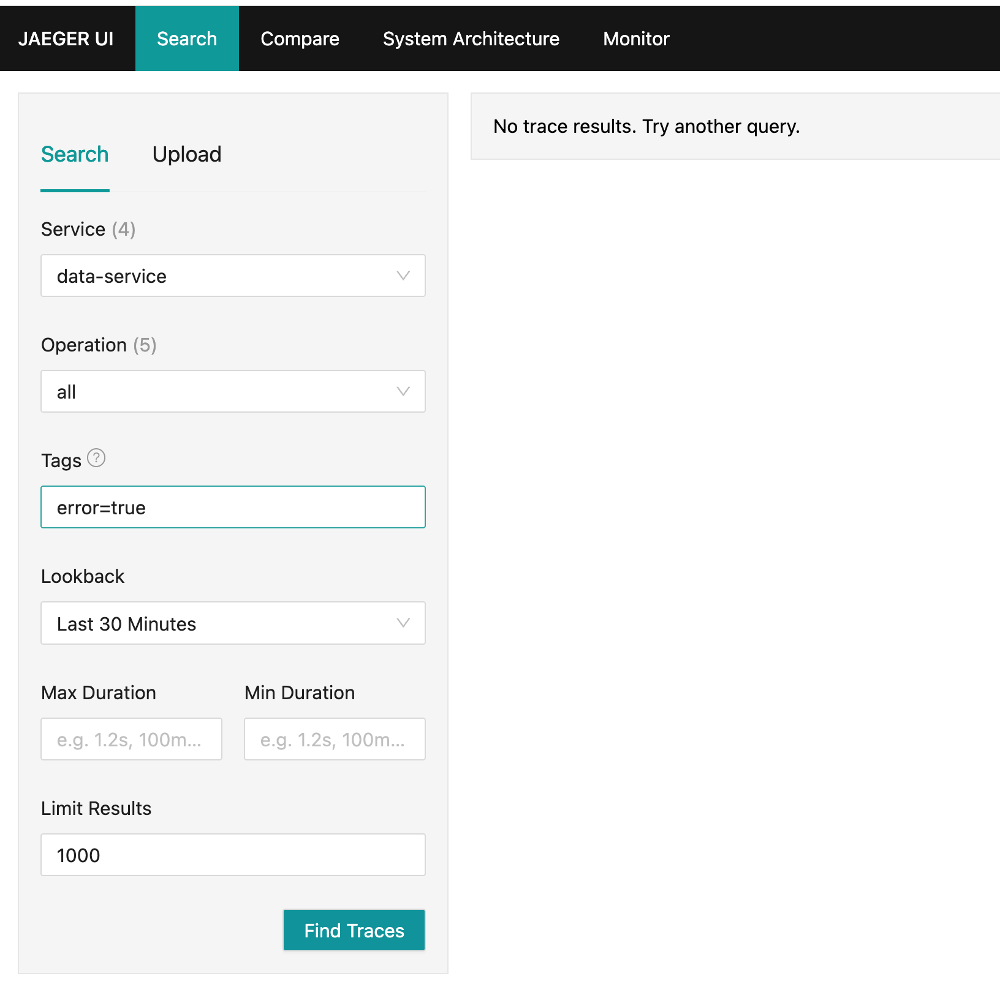 JAEGER UI Search Compare System Architecture Monitor
Search Upload
Service (4)
data-service
Operation (5)
all
Tags ?
error=true
Lookback
Last 30 Minutes
Max Duration Min Duration
e.g. 1.2s, 100m... e.g. 1.2s, 100m...
Limit Results
1000
Find Traces
No trace results. Try another query.